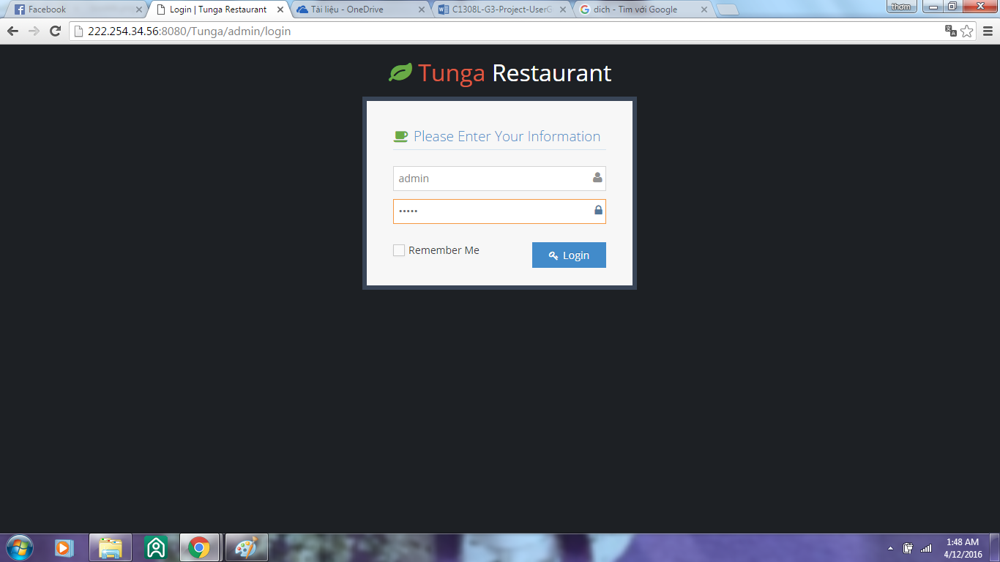 Facebook
Login | Tunga Restaurant
Tài liệu - OneDrive
C1308L-G3-Project-UserG
dich - Tìm với Google
thom
222.254.34.56:8080/Tunga/admin/login
Tunga Restaurant
Please Enter Your Information
admin
•••••
Remember Me
Login
1:48 AM
4/12/2016